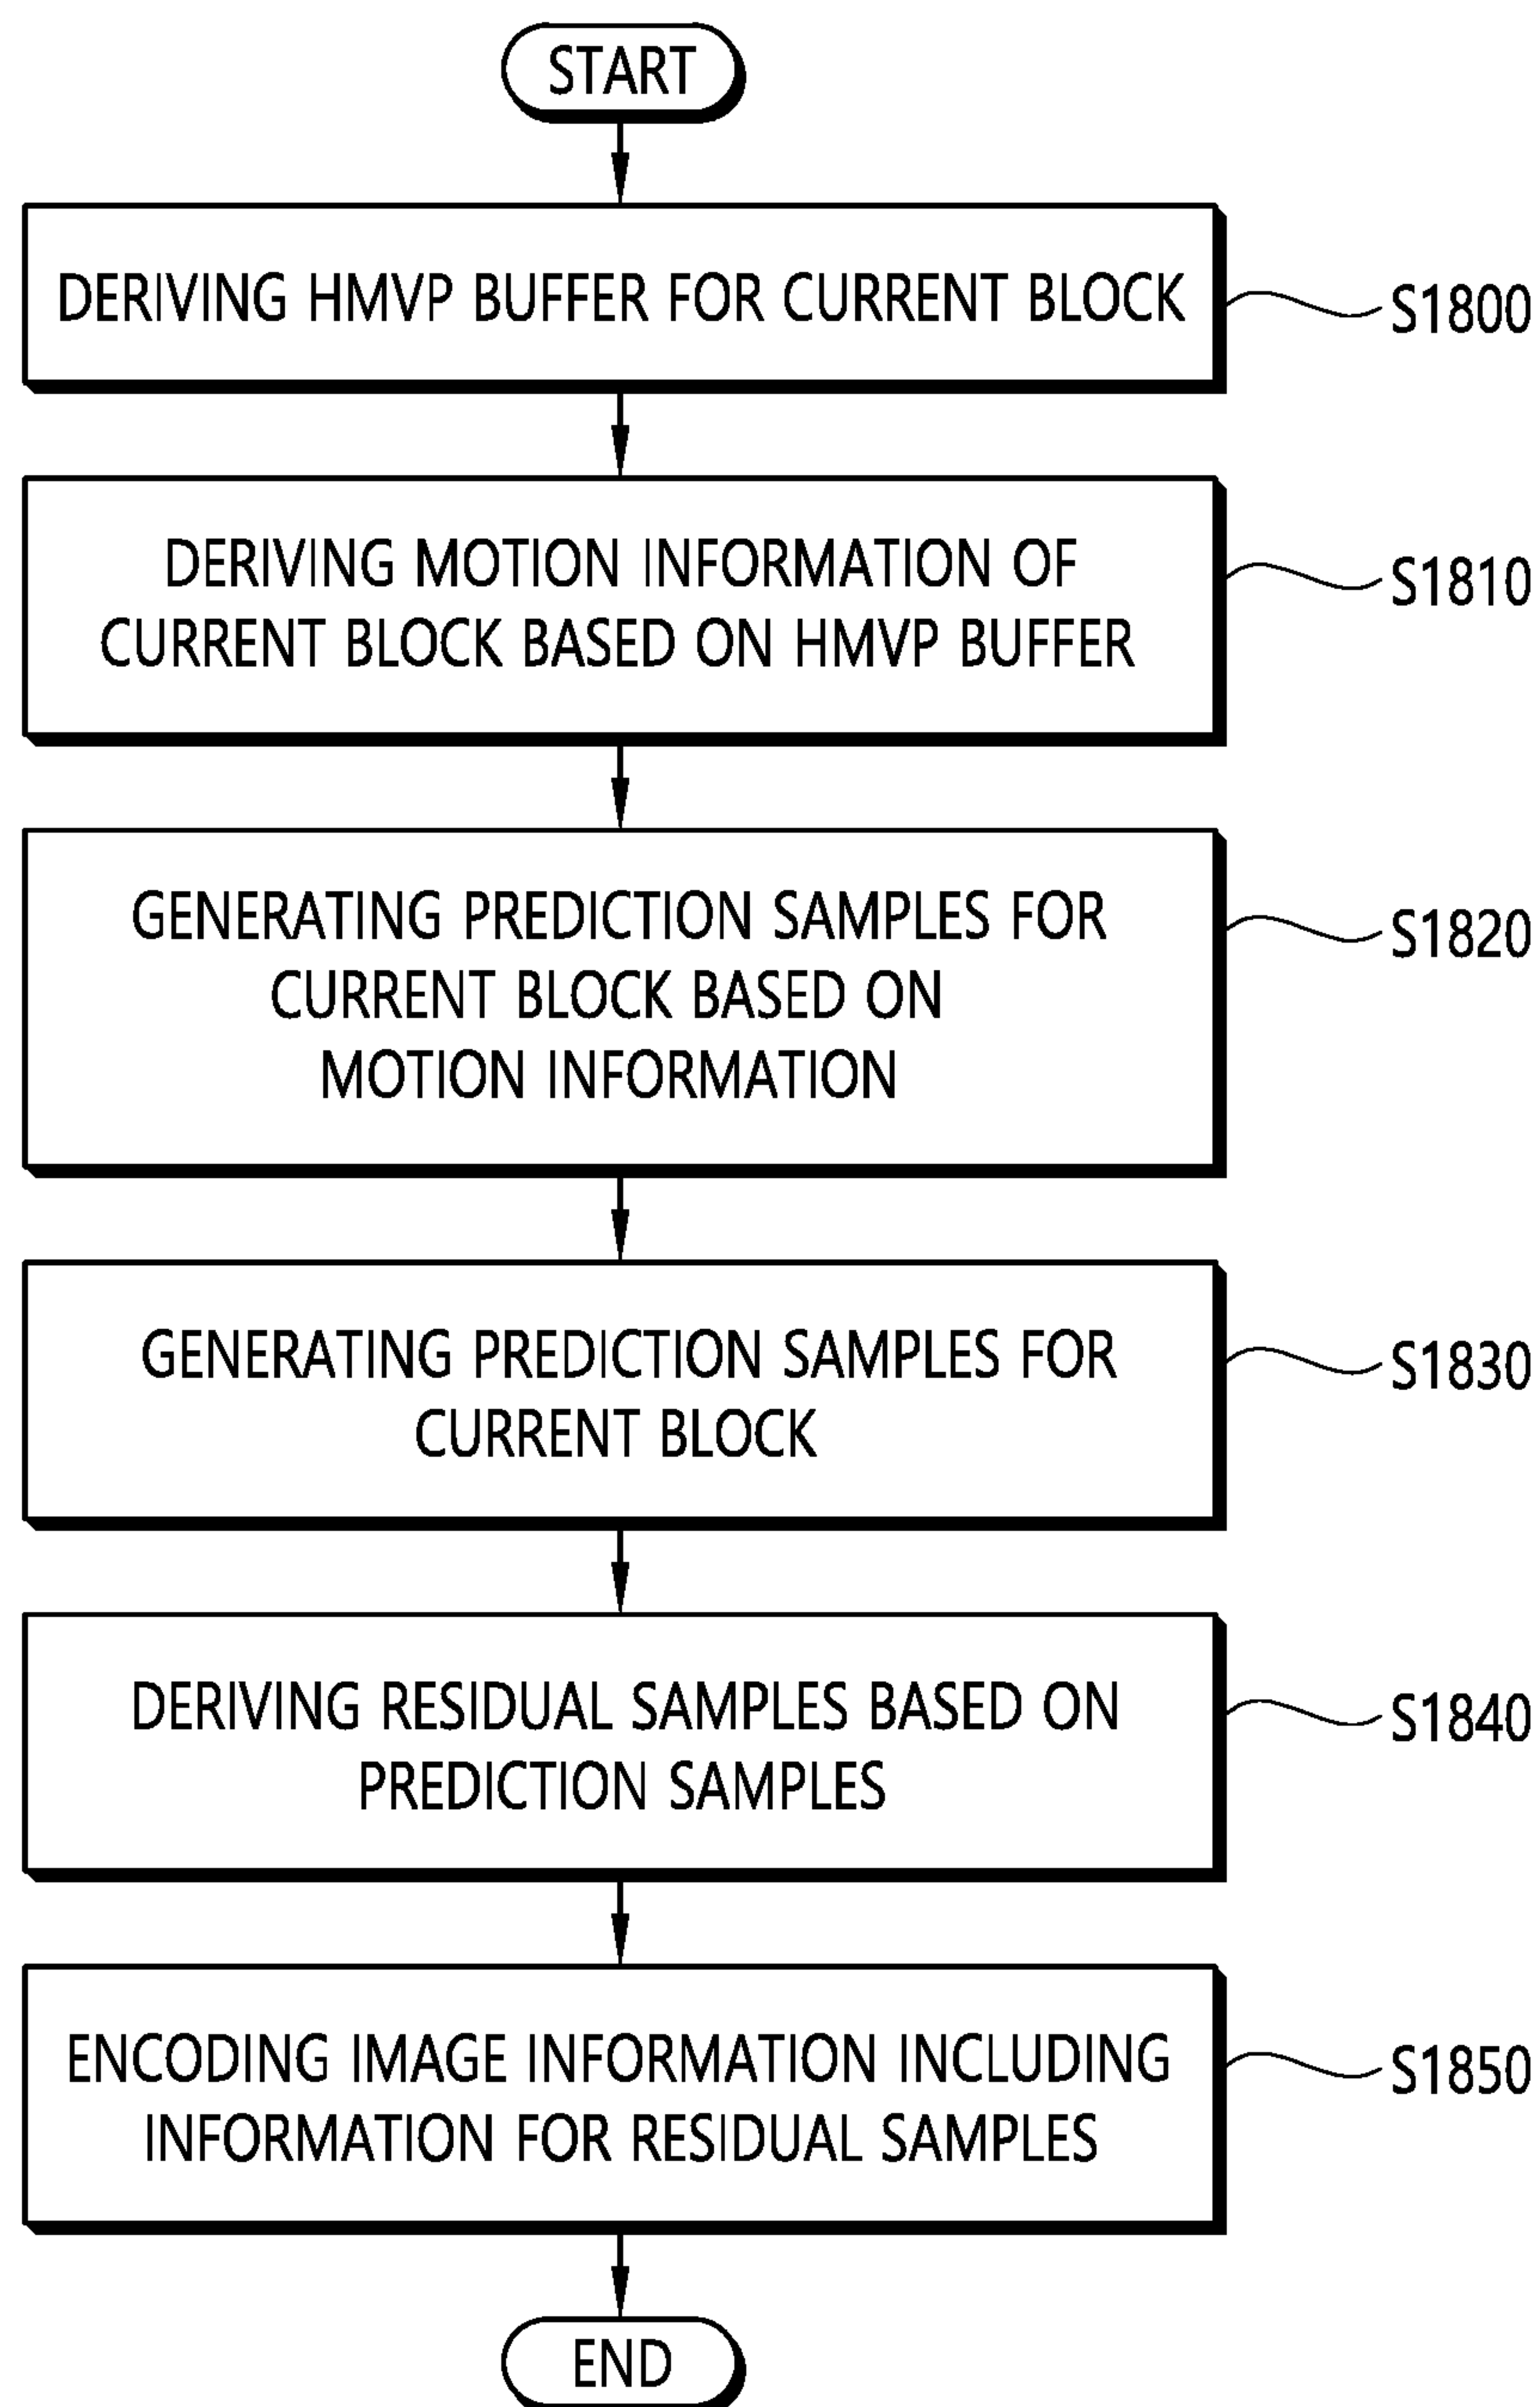 START
DERIVING HMVP BUFFER FOR CURRENT BLOCK
S1800
DERIVING MOTION INFORMATION OF
CURRENT BLOCK BASED ON HMVP BUFFER
S1810
GENERATING PREDICTION SAMPLES FOR
CURRENT BLOCK BASED ON
MOTION INFORMATION
S1820
GENERATING PREDICTION SAMPLES FOR
CURRENT BLOCK
S1830
DERIVING RESIDUAL SAMPLES BASED ON
PREDICTION SAMPLES
S1840
ENCODING IMAGE INFORMATION INCLUDING
INFORMATION FOR RESIDUAL SAMPLES
S1850
END